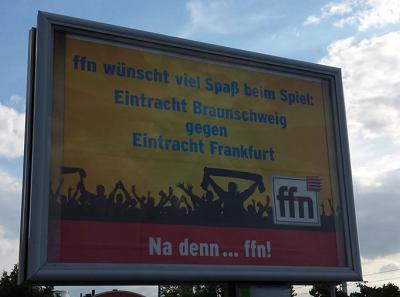 ffn wünscht viel Spaß beim Spiel:
Eintracht Braunschweig
gegen
Eintracht Frankfurt
ffn
Na denn ... ffn!